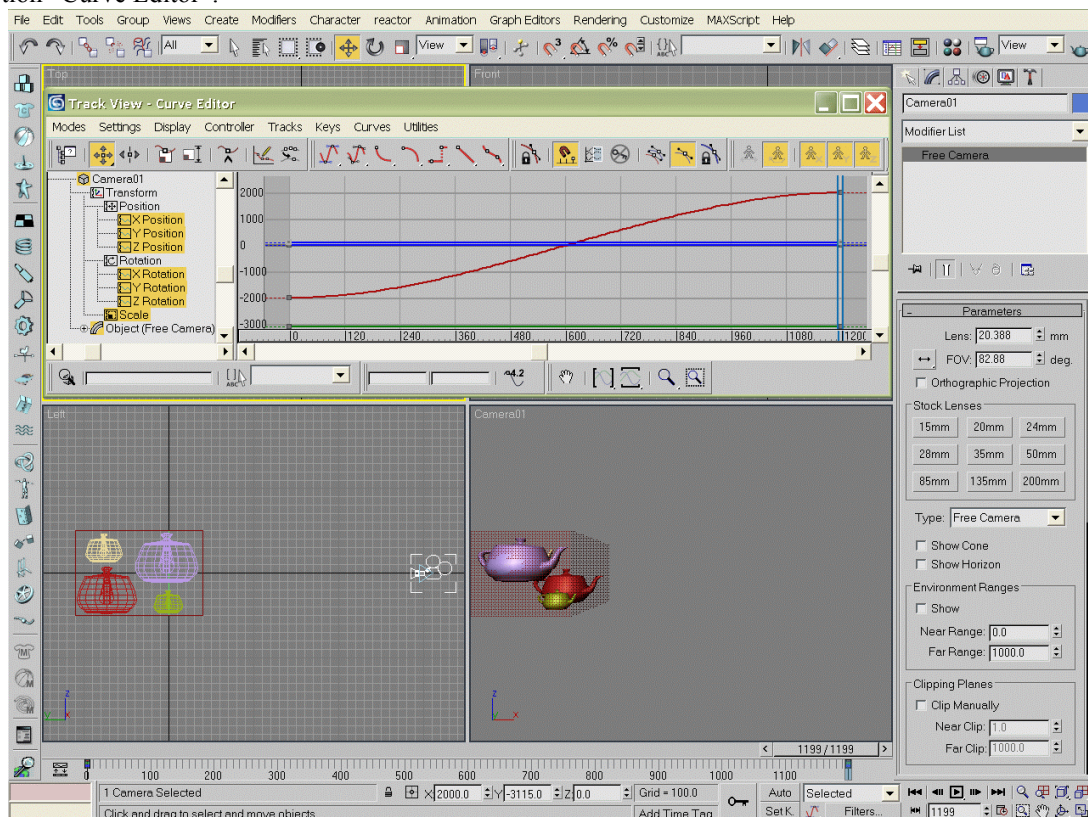 tion "Curve Editor".
File Edit Tools Group Views Create Modifiers Character reactor Animation Graph Editors Rendering Customize MAXScript Help
All View View
Top Front
Track View - Curve Editor
Modes Settings Display Controller Tracks Keys Curves Utilities
Camera01
Transform
Position
X Position
Y Position
Z Position
Rotation
X Rotation
Y Rotation
Z Rotation
Scale
Object (Free Camera)
2000
1000
0
-1000
-2000
-3000
0 120 240 360 480 600 720 840 960 1080 1200
Left Camera01
z
y x
z
x
1199 / 1199
100 200 300 400 500 600 700 800 900 1000 1100
1 Camera Selected X 2000.0 Y -3115.0 Z 0.0 Grid = 100.0 Auto Selected
Click and drag to select and move objects Add Time Tag Set K. Filters... 1199
Camera01
Modifier List
Free Camera
- Parameters
Lens: 20.388 mm
FOV: 82.88 deg.
Orthographic Projection
Stock Lenses
15mm 20mm 24mm
28mm 35mm 50mm
85mm 135mm 200mm
Type: Free Camera
Show Cone
Show Horizon
Environment Ranges
Show
Near Range: 0.0
Far Range: 1000.0
Clipping Planes
Clip Manually
Near Clip: 1.0
Far Clip: 1000.0